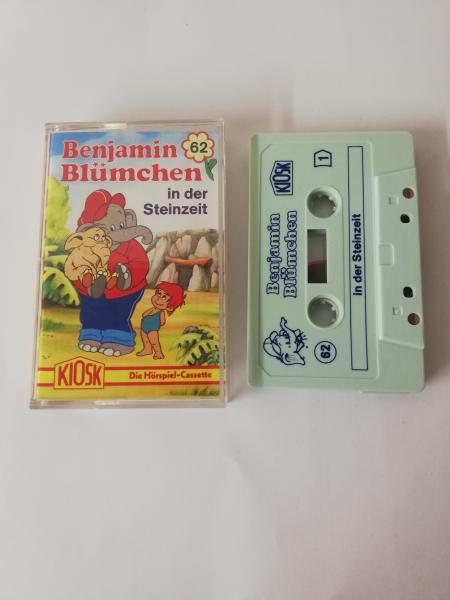 Benjamin
Blümchen
62
in der
Steinzeit
KIOSK
Die Hörspiel-Cassette
KIOSK
1
Benjamin
Blümchen
in der Steinzeit
62